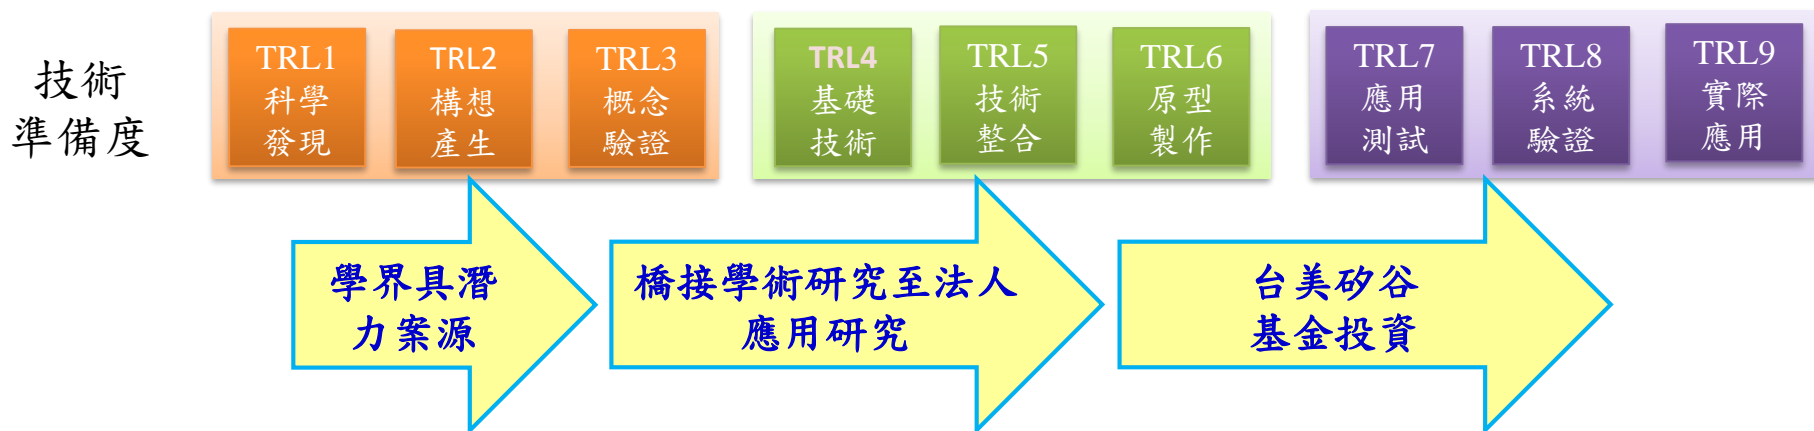 技術
準備度
TRL1
科學
發現
TRL2
構想
產生
TRL3
概念
驗證
TRL4
基礎
技術
TRL5
技術
整合
TRL6
原型
製作
TRL7
應用
測試
TRL8
系統
驗證
TRL9
實際
應用
學界具潛
力案源
橋接學術研究至法人
應用研究
台美矽谷
基金投資